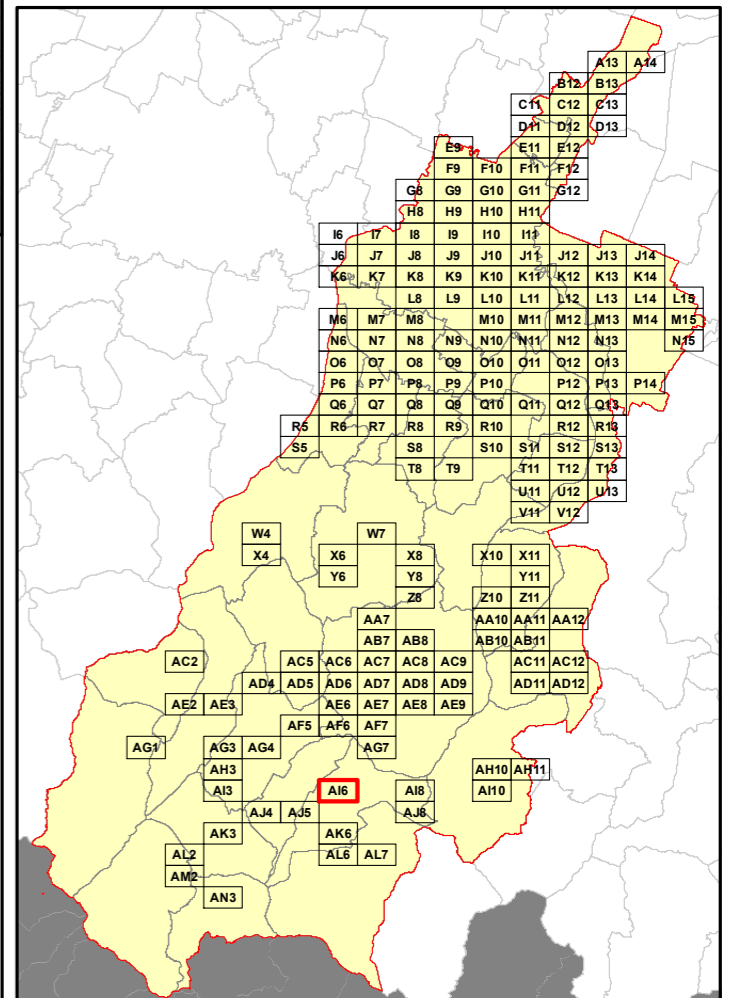 A13 A14
B12 B13
C11 C12 C13
D11 D12 D13
E9 E11 E12
F9 F10 F11 F12
G8 G9 G10 G11 G12
H8 H9 H10 H11
I6 I7 I8 I9 I10 I11
J6 J7 J8 J9 J10 J11 J12 J13 J14
K6 K7 K8 K9 K10 K11 K12 K13 K14
L8 L9 L10 L11 L12 L13 L14 L15
M6 M7 M8 M10 M11 M12 M13 M14 M15
N6 N7 N8 N9 N10 N11 N12 N13 N15
O6 O7 O8 O9 O10 O11 O12 O13
P6 P7 P8 P9 P10 P12 P13 P14
Q6 Q7 Q8 Q9 Q10 Q11 Q12 Q13
R5 R6 R7 R8 R9 R10 R12 R13
S5 S8 S10 S11 S12 S13
T8 T9 T11 T12 T13
U11 U12 U13
V11 V12
W4 W7
X4 X6 X8 X10 X11
Y6 Y8 Y11
Z8 Z10 Z11
AA7 AA10 AA11 AA12
AB7 AB8 AB10 AB11
AC2 AC5 AC6 AC7 AC8 AC9 AC11 AC12
AD4 AD5 AD6 AD7 AD8 AD9 AD11 AD12
AE2 AE3 AE6 AE7 AE8 AE9
AF5 AF6 AF7
AG1 AG3 AG4 AG7
AH3 AH10 AH11
AI3 AI6 AI8 AI10
AJ4 AJ5 AJ8
AK3 AK6
AL2 AL6 AL7
AM2
AN3